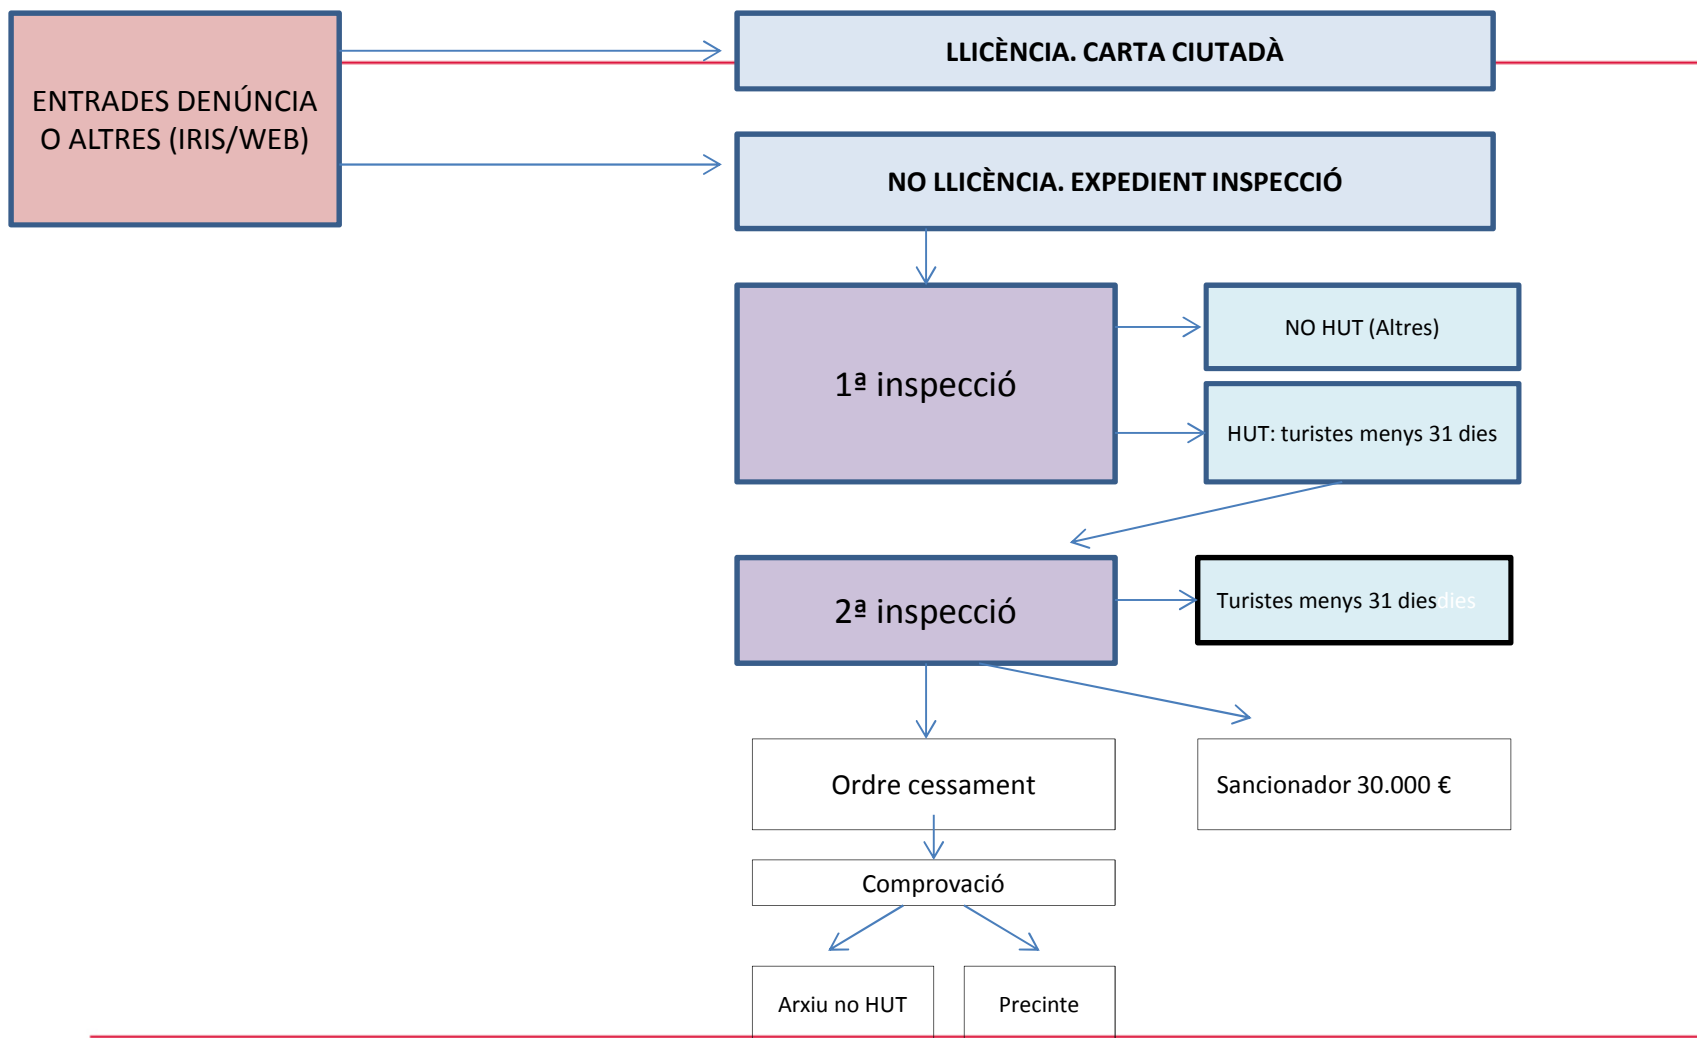 ENTRADES DENÚNCIA
O ALTRES (IRIS/WEB)
LLICÈNCIA. CARTA CIUTADÀ
NO LLICÈNCIA. EXPEDIENT INSPECCIÓ
1ª inspecció
NO HUT (Altres)
HUT: turistes menys 31 dies
2ª inspecció
Turistes menys 31 dies dies
Ordre cessament
Sancionador 30.000 €
Comprovació
Arxiu no HUT
Precinte